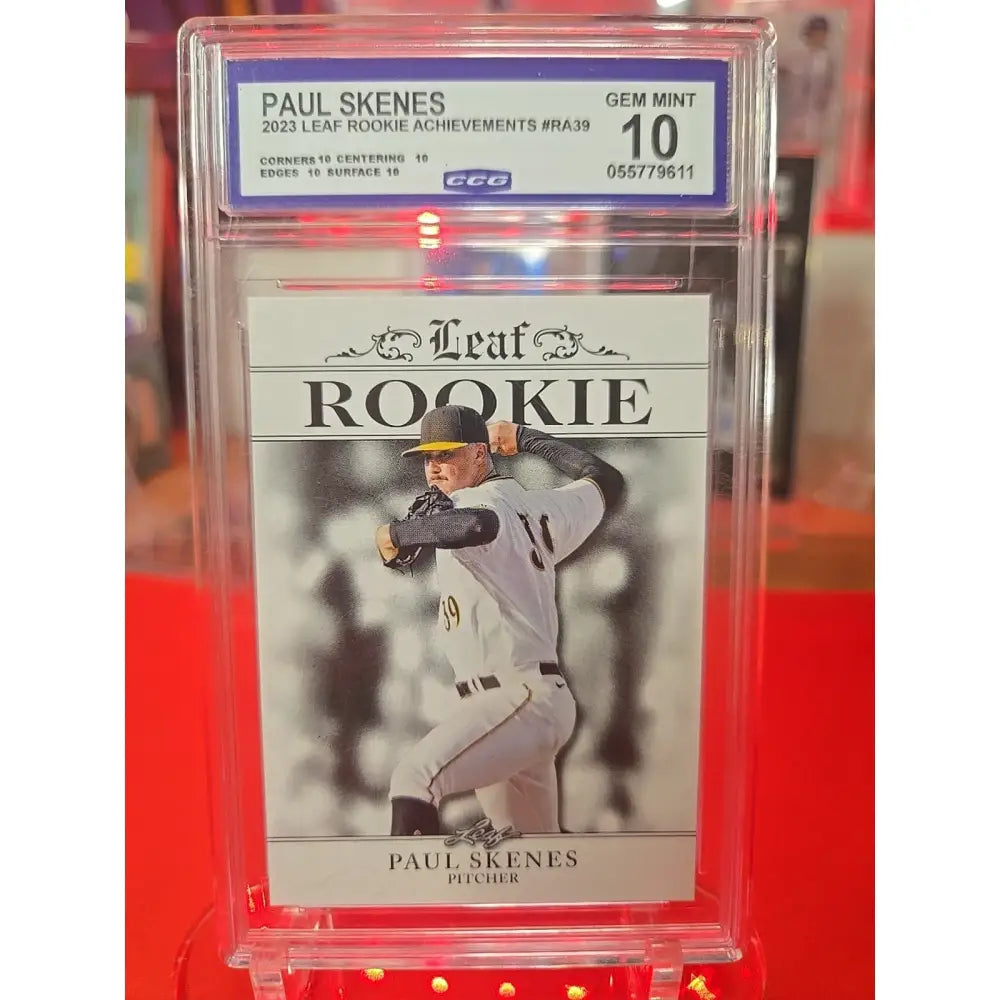 PAUL SKENES
2023 LEAF ROOKIE ACHIEVEMENTS #RA39
CORNERS 10 CENTERING 10
EDGES 10 SURFACE 10
GEM MINT
10
055779611
CCG
Leaf
ROOKIE
39
Leaf
PAUL SKENES
PITCHER